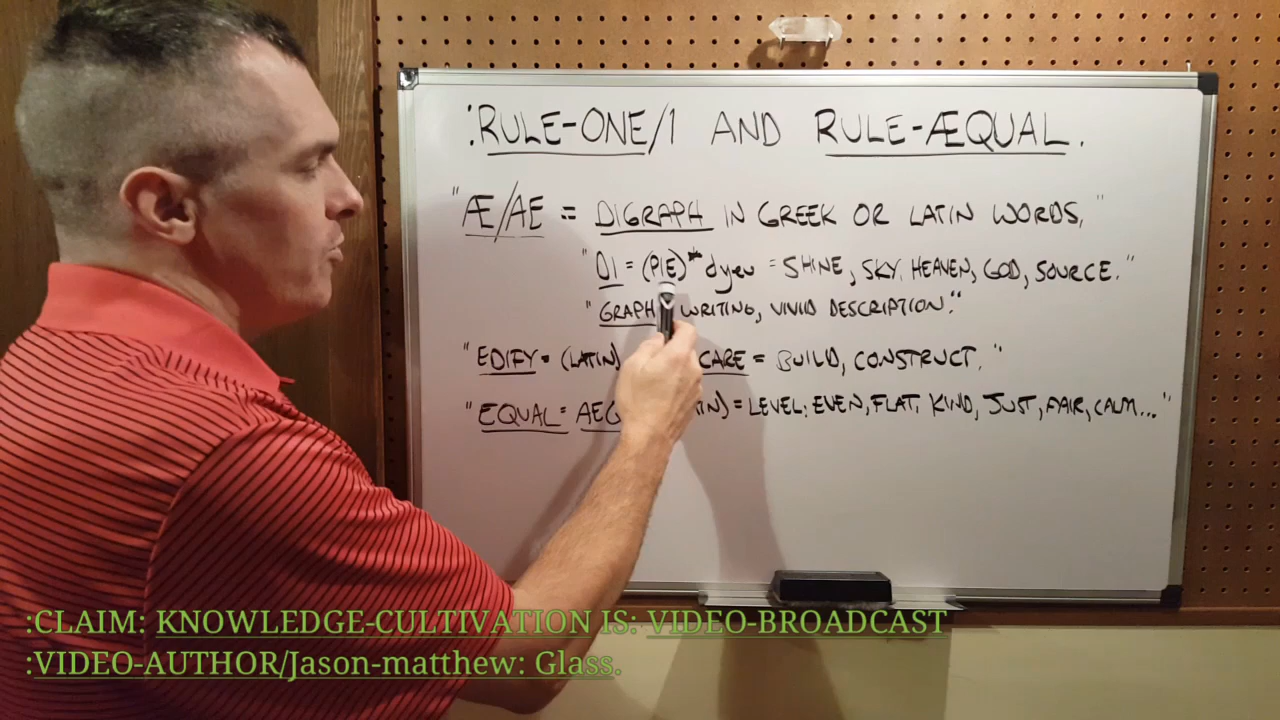 :RULE-ONE/1 AND RULE-ÆQUAL.
"Æ/AE = DIGRAPH IN GREEK OR LATIN WORDS,"
"DI = (PIE)* dyeu = SHINE, SKY, HEAVEN, GOD, SOURCE."
"GRAPH WRITING, VIVID DESCRIPTION."
"EDIFY = (LATIN) = BUILD, CONSTRUCT."
"EQUAL = = LEVEL, EVEN, FLAT, KIND, JUST, FAIR, CALM..."
:CLAIM: KNOWLEDGE-CULTIVATION IS: VIDEO-BROADCAST
:VIDEO-AUTHOR/Jason-matthew: Glass.